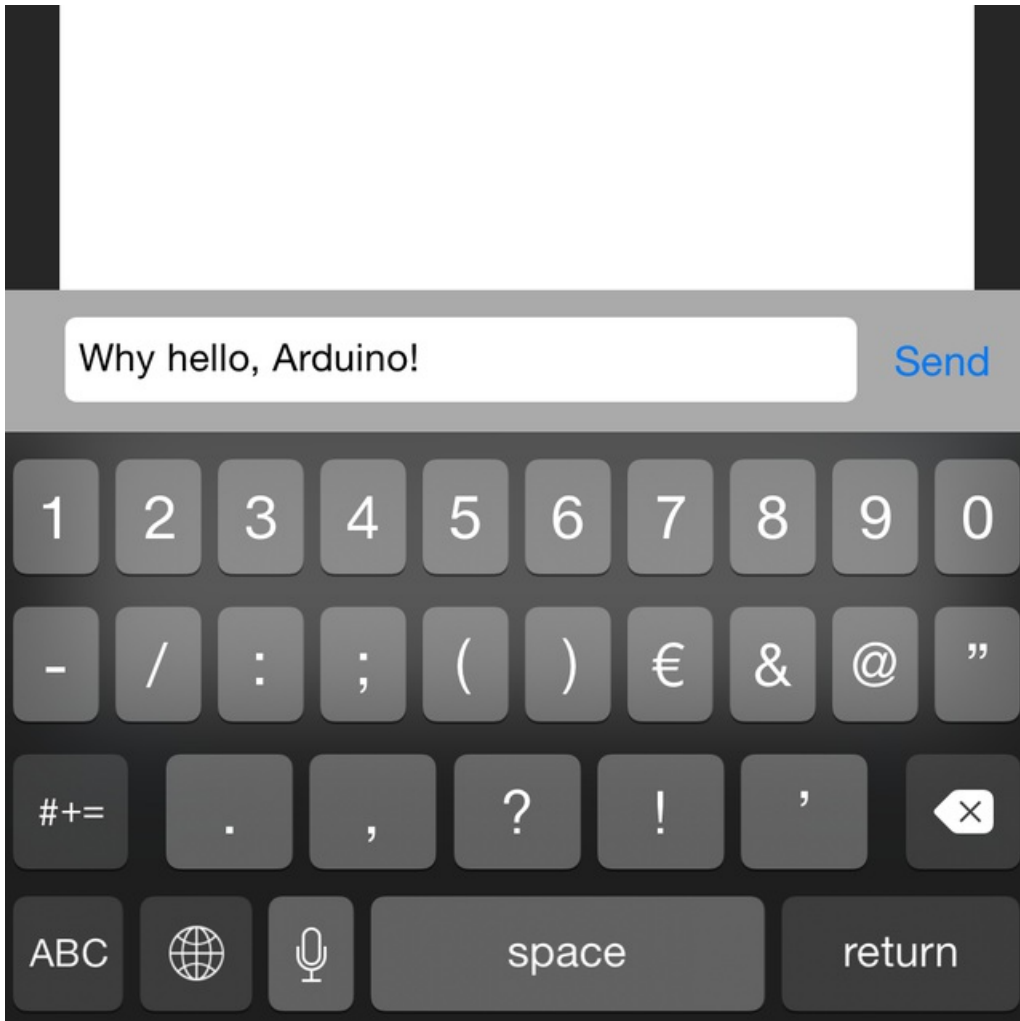 Why hello, Arduino!
Send
1 2 3 4 5 6 7 8 9 0
- / : ; ( ) € & @ ”
#+= . , ? ! ’
ABC space return